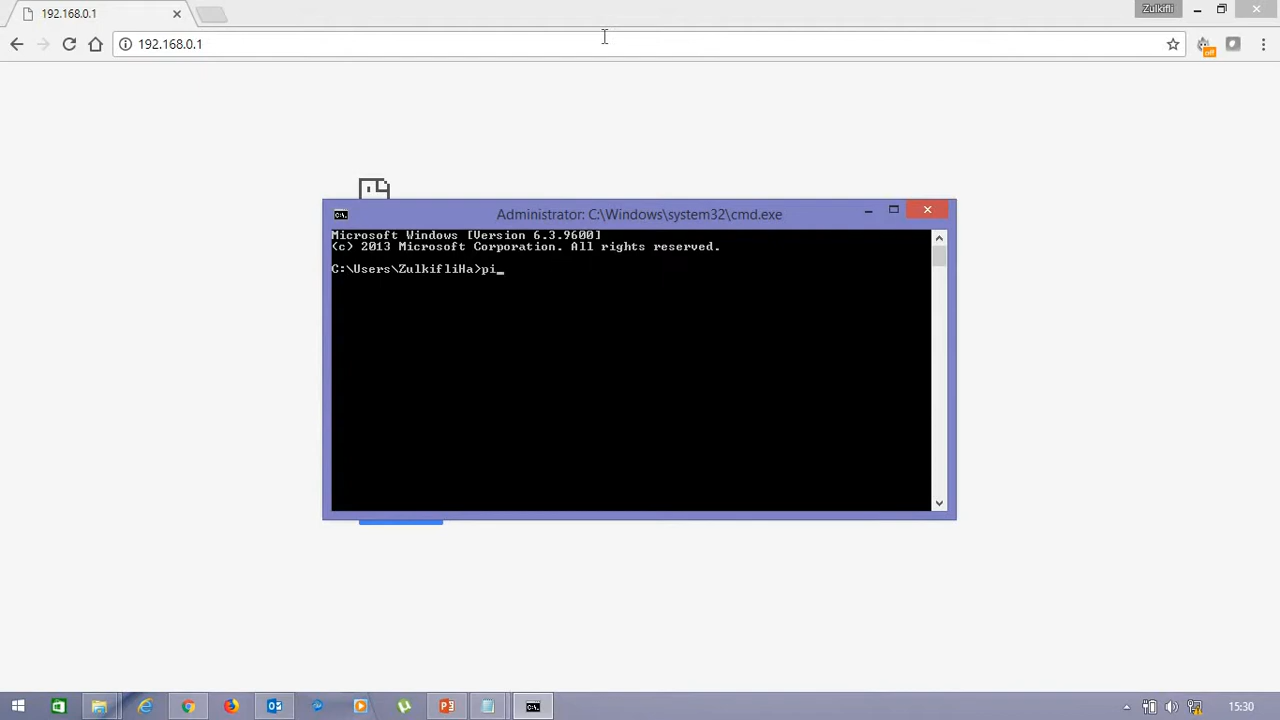 192.168.0.1
Zulkifli
192.168.0.1
off
Administrator: C:\Windows\system32\cmd.exe
Microsoft Windows [Version 6.3.9600]
(c) 2013 Microsoft Corporation. All rights reserved.
C:\Users\ZulkifliHa>pi_
15:30